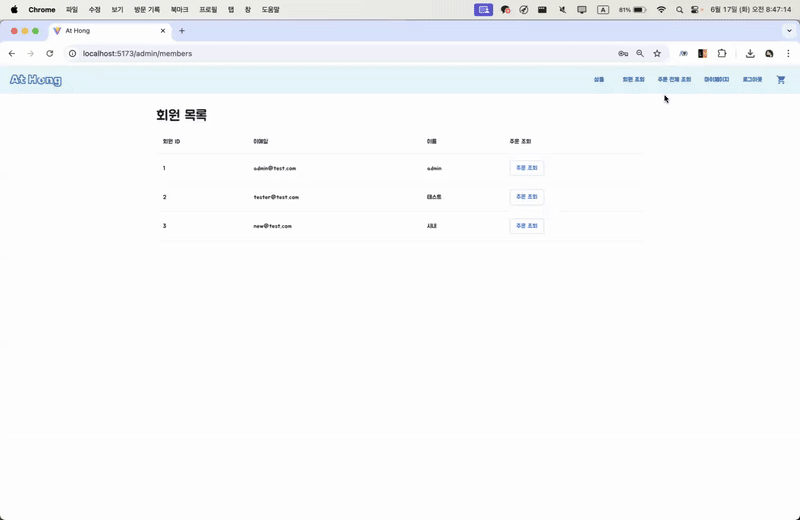 Chrome 파일 수정 보기 방문 기록 북마크 프로필 탭 창 도움말 A 81% 6월 17일 (화) 오전 8:47:14
At Hong
localhost:5173/admin/members
At Hong 상품 회원 조회 주문 전체 조회 마이페이지 로그아웃
회원 목록
회원 ID 이메일 이름 주문 조회
1 admin@test.com admin 주문 조회
2 tester@test.com 테스트 주문 조회
3 new@test.com 시내 주문 조회